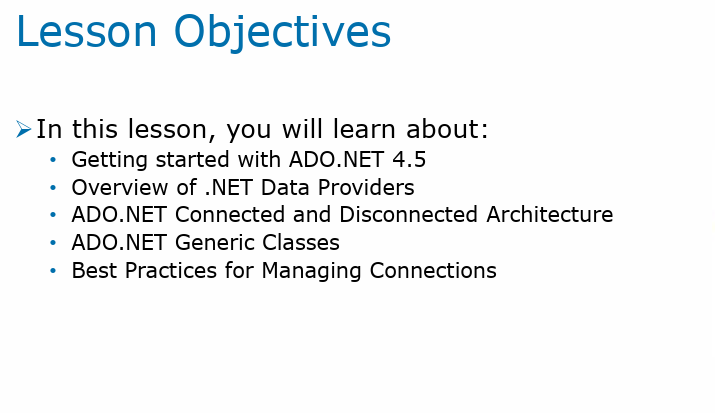 Lesson Objectives
➢In this lesson, you will learn about:
• Getting started with ADO.NET 4.5
• Overview of .NET Data Providers
• ADO.NET Connected and Disconnected Architecture
• ADO.NET Generic Classes
• Best Practices for Managing Connections